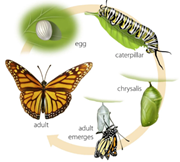 egg
caterpillar
chrysalis
adult
emerges
adult